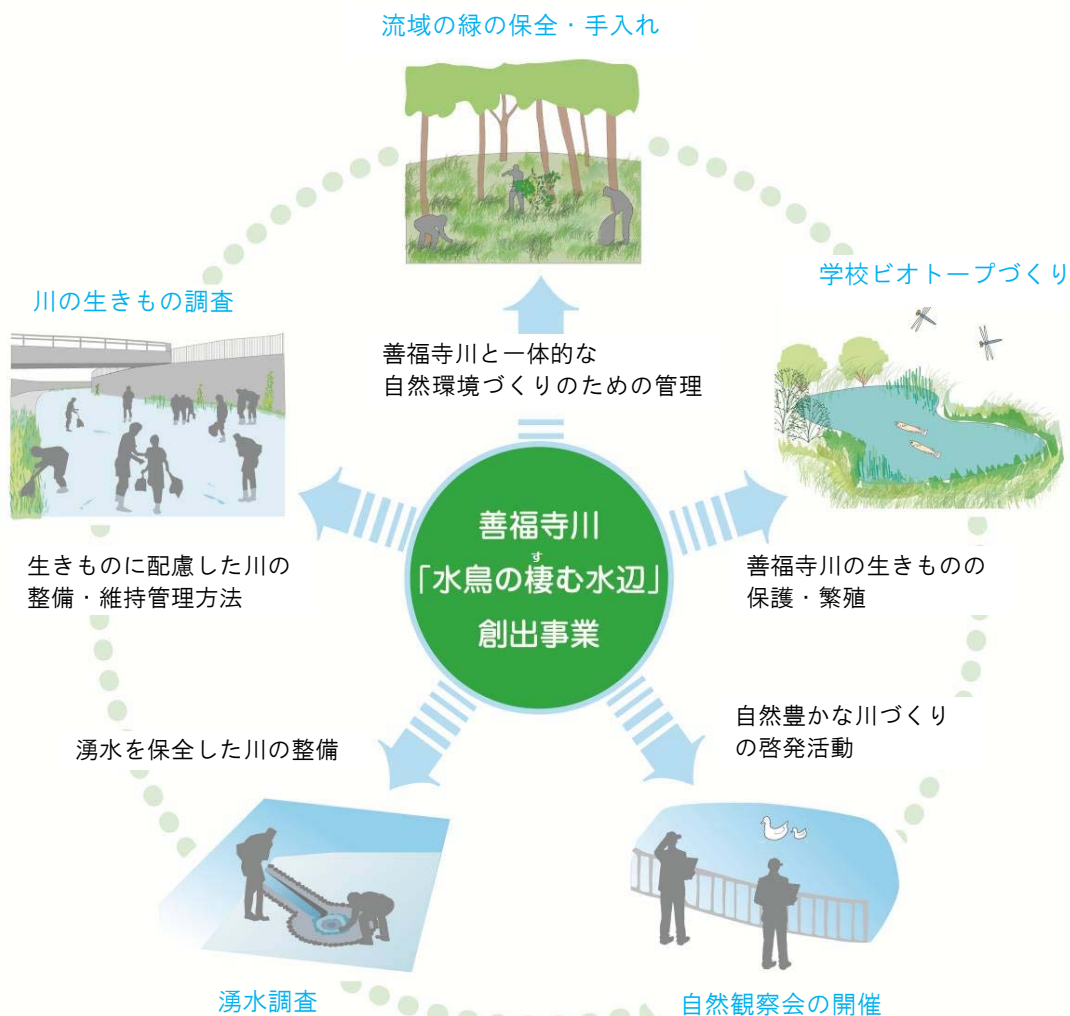 流域の緑の保全・手入れ
川の生きもの調査
学校ビオトープづくり
善福寺川と一体的な
自然環境づくりのための管理
善福寺川
す
「水鳥の棲む水辺」
創出事業
生きものに配慮した川の
整備・維持管理方法
善福寺川の生きものの
保護・繁殖
湧水を保全した川の整備
自然豊かな川づくり
の啓発活動
湧水調査
自然観察会の開催